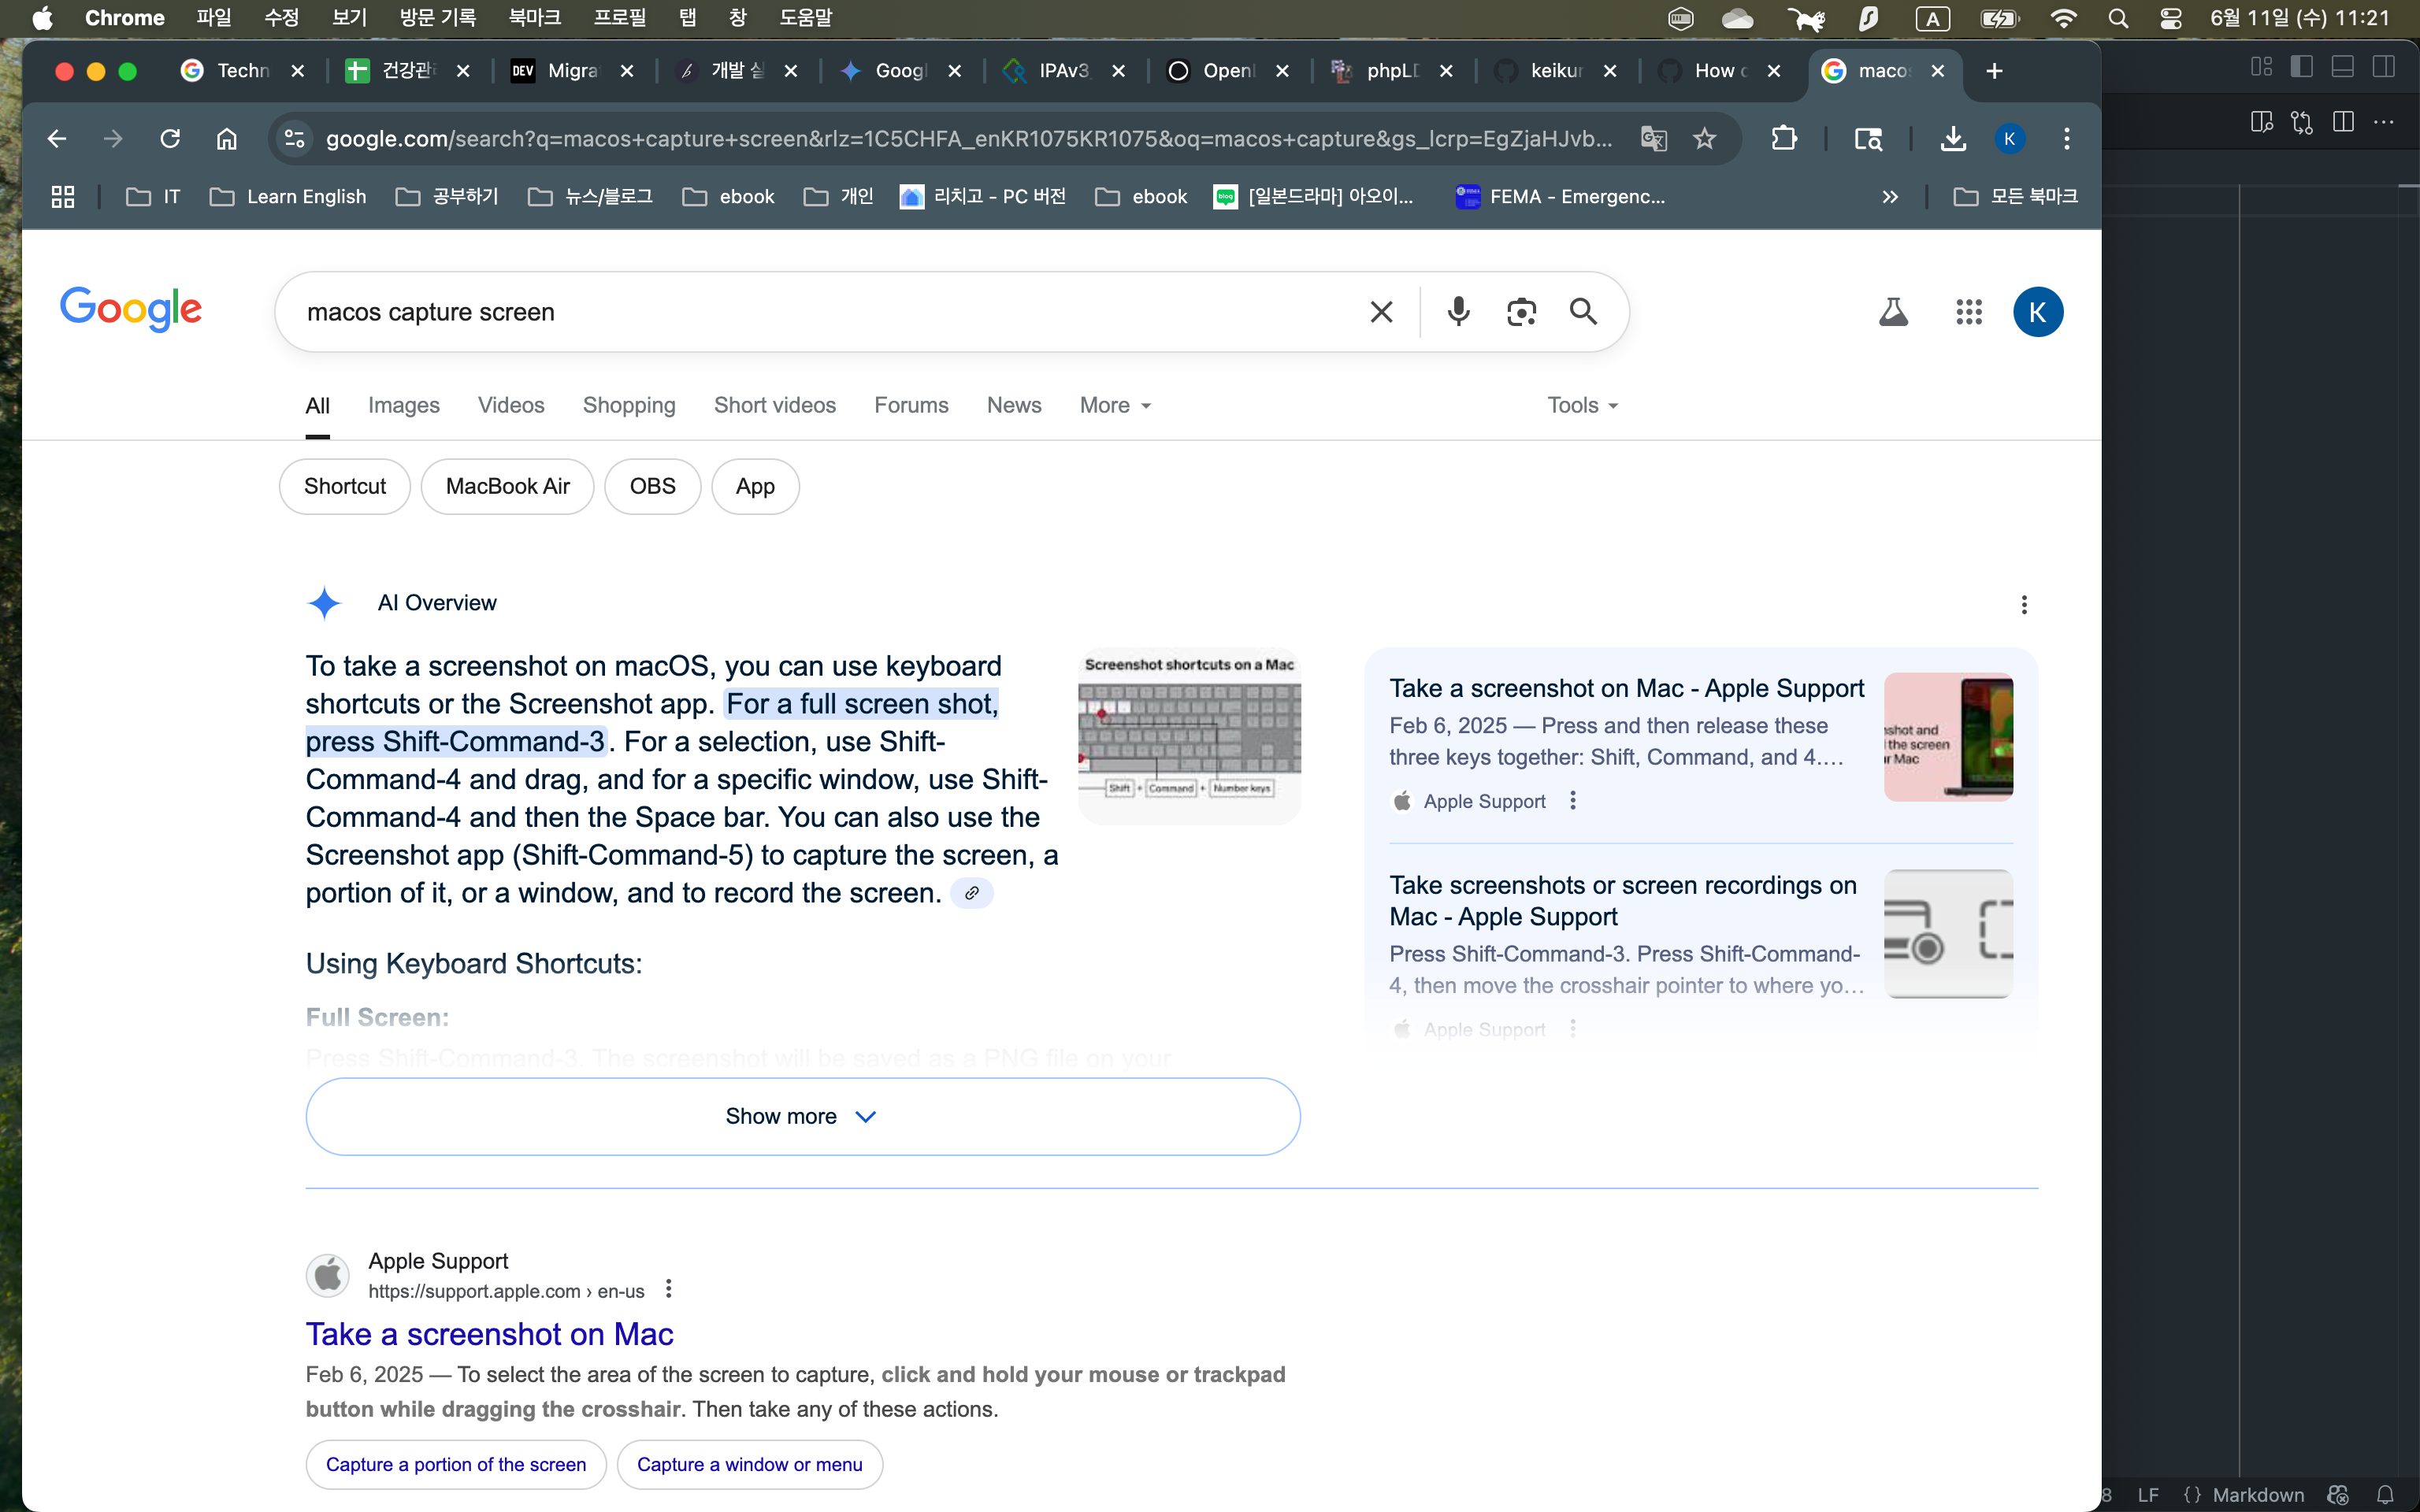 Chrome 파일 수정 보기 방문 기록 북마크 프로필 탭 창 도움말 A 6월 11일 (수) 11:21
Techn 건강관 DEV Migra 개발 실 Googl IPAv3 Open phpLD keikur How macos
google.com/search?q=macos+capture+screen&rlz=1C5CHFA_enKR1075KR1075&oq=macos+capture&gs_lcrp=EgZjaHJvb... K
IT Learn English 공부하기 뉴스/블로그 ebook 개인 리치고 - PC 버전 ebook [일본드라마] 아오이... FEMA - Emergenc... » 모든 북마크
Google macos capture screen K
All Images Videos Shopping Short videos Forums News More Tools
Shortcut MacBook Air OBS App
AI Overview
To take a screenshot on macOS, you can use keyboard
shortcuts or the Screenshot app. For a full screen shot,
press Shift-Command-3. For a selection, use Shift-
Command-4 and drag, and for a specific window, use Shift-
Command-4 and then the Space bar. You can also use the
Screenshot app (Shift-Command-5) to capture the screen, a
portion of it, or a window, and to record the screen.
Screenshot shortcuts on a Mac
Shift + Command + Number keys
Take a screenshot on Mac - Apple Support
Feb 6, 2025 — Press and then release these
three keys together: Shift, Command, and 4....
Apple Support
shot and
the screen
r Mac
Take screenshots or screen recordings on
Mac - Apple Support
Press Shift-Command-3. Press Shift-Command-
4, then move the crosshair pointer to where yo...
Apple Support
Using Keyboard Shortcuts:
Full Screen:
Press Shift-Command-3. The screenshot will be saved as a PNG file on your
Show more
Apple Support
https://support.apple.com › en-us
Take a screenshot on Mac
Feb 6, 2025 — To select the area of the screen to capture, click and hold your mouse or trackpad
button while dragging the crosshair. Then take any of these actions.
Capture a portion of the screen Capture a window or menu
8 LF {} Markdown